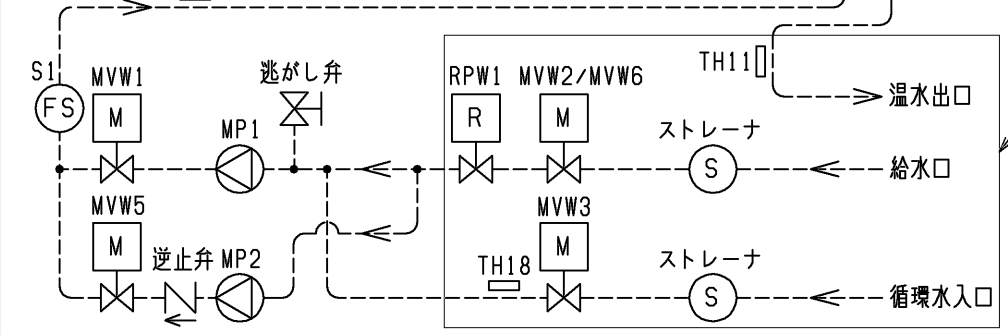 S1
FS
MVW1
M
逃がし弁
MP1
RPW1
R
MVW2/MVW6
M
TH11
温水出口
ストレーナ
S
給水口
MVW5
M
逆止弁
MP2
TH18
MVW3
M
ストレーナ
S
循環水入口